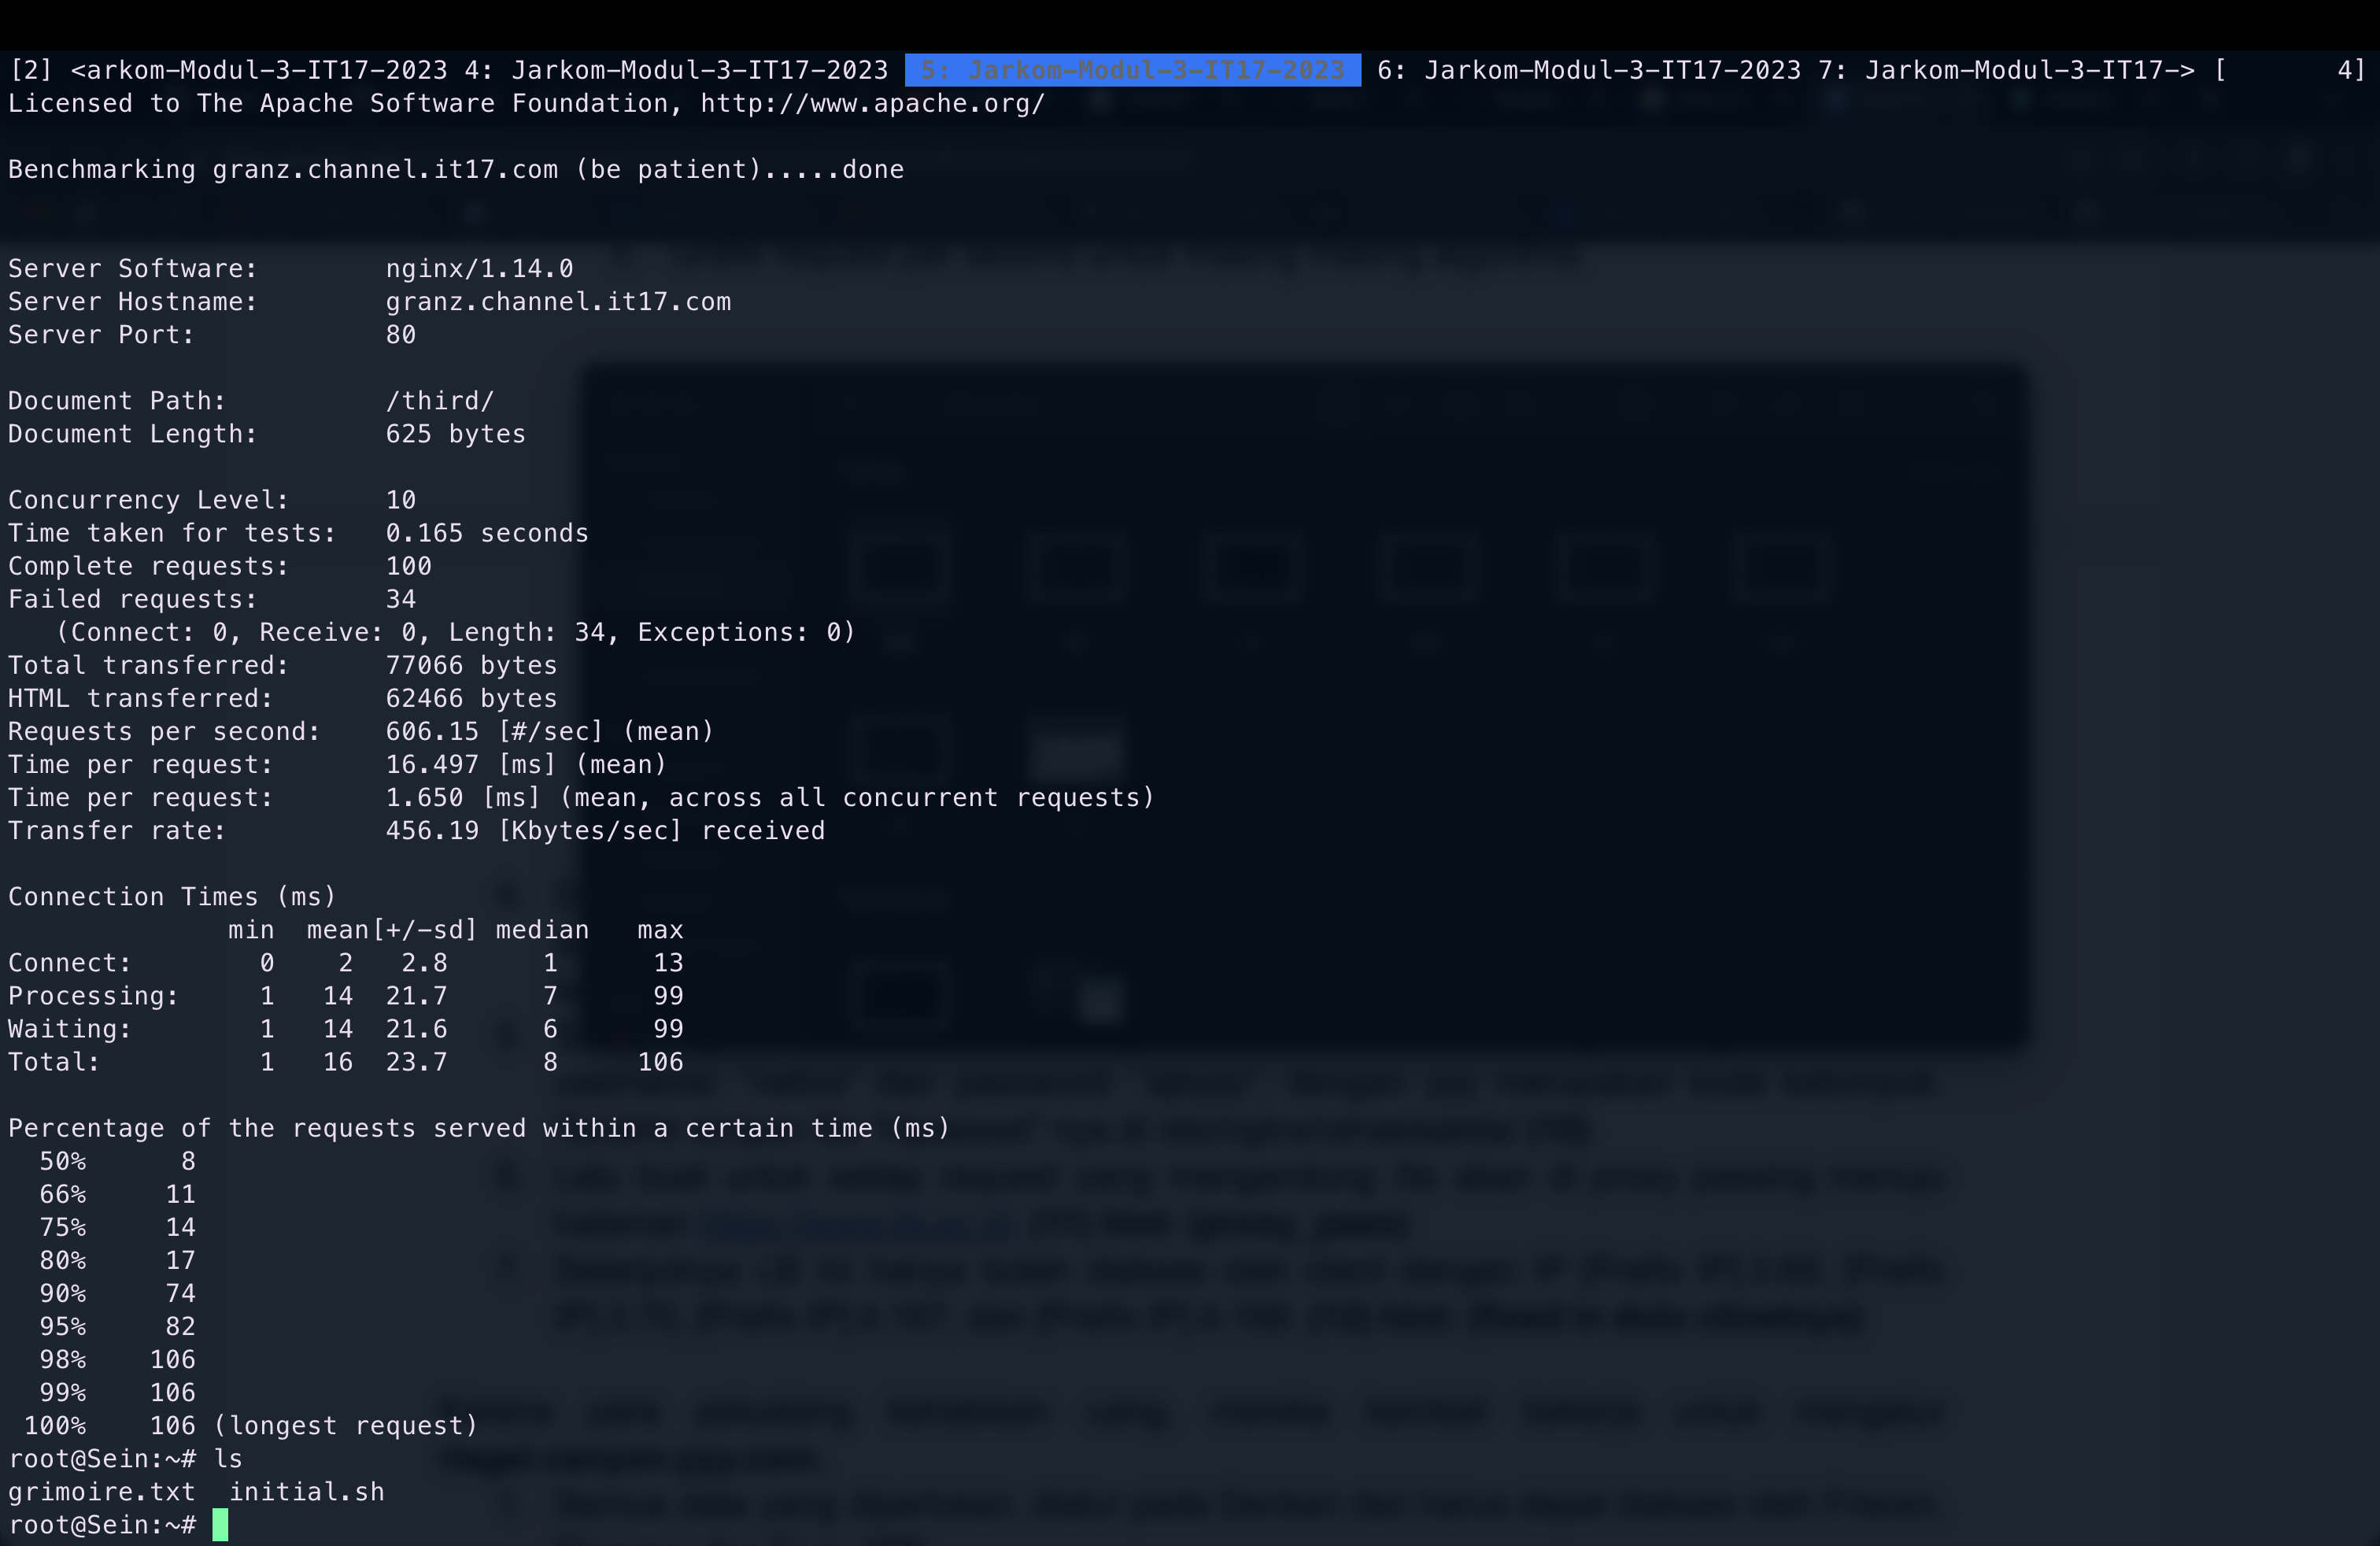 [2] <arkom-Modul-3-IT17-2023 4: Jarkom-Modul-3-IT17-2023  5: Jarkom-Modul-3-IT17-2023  6: Jarkom-Modul-3-IT17-2023 7: Jarkom-Modul-3-IT17-> [       4]
Licensed to The Apache Software Foundation, http://www.apache.org/
Benchmarking granz.channel.it17.com (be patient).....done
Server Software:        nginx/1.14.0
Server Hostname:        granz.channel.it17.com
Server Port:            80
Document Path:          /third/
Document Length:        625 bytes
Concurrency Level:      10
Time taken for tests:   0.165 seconds
Complete requests:      100
Failed requests:        34
   (Connect: 0, Receive: 0, Length: 34, Exceptions: 0)
Total transferred:      77066 bytes
HTML transferred:       62466 bytes
Requests per second:    606.15 [#/sec] (mean)
Time per request:       16.497 [ms] (mean)
Time per request:       1.650 [ms] (mean, across all concurrent requests)
Transfer rate:          456.19 [Kbytes/sec] received
Connection Times (ms)
              min  mean[+/-sd] median   max
Connect:        0    2   2.8      1      13
Processing:     1   14  21.7      7      99
Waiting:        1   14  21.6      6      99
Total:          1   16  23.7      8     106
Percentage of the requests served within a certain time (ms)
  50%      8
  66%     11
  75%     14
  80%     17
  90%     74
  95%     82
  98%    106
  99%    106
 100%    106 (longest request)
root@Sein:~# ls
grimoire.txt  initial.sh
root@Sein:~#